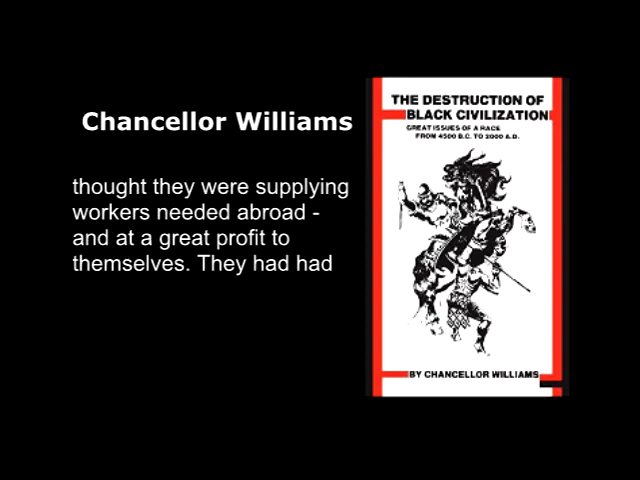 Chancellor Williams
thought they were supplying
workers needed abroad -
and at a great profit to
themselves. They had had
THE DESTRUCTION OF
BLACK CIVILIZATION
GREAT ISSUES OF A RACE
FROM 4500 B.C. TO 2000 A.D.
BY CHANCELLOR WILLIAMS